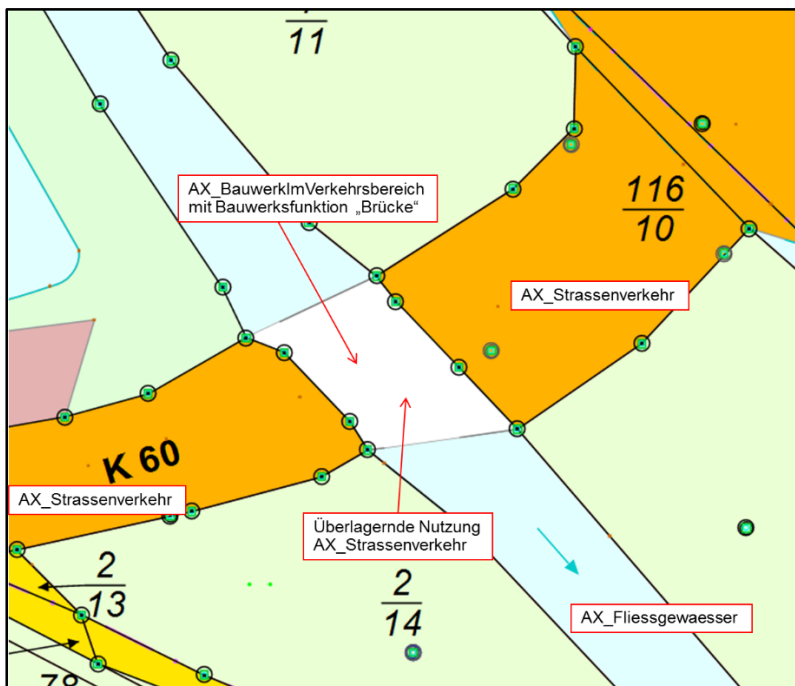 11
AX_BauwerkImVerkehrsbereich
mit Bauwerksfunktion „Brücke“
116
10
AX_Strassenverkehr
K 60
AX_Strassenverkehr
Überlagernde Nutzung
AX_Strassenverkehr
2
13
2
14
AX_Fliessgewaesser
78